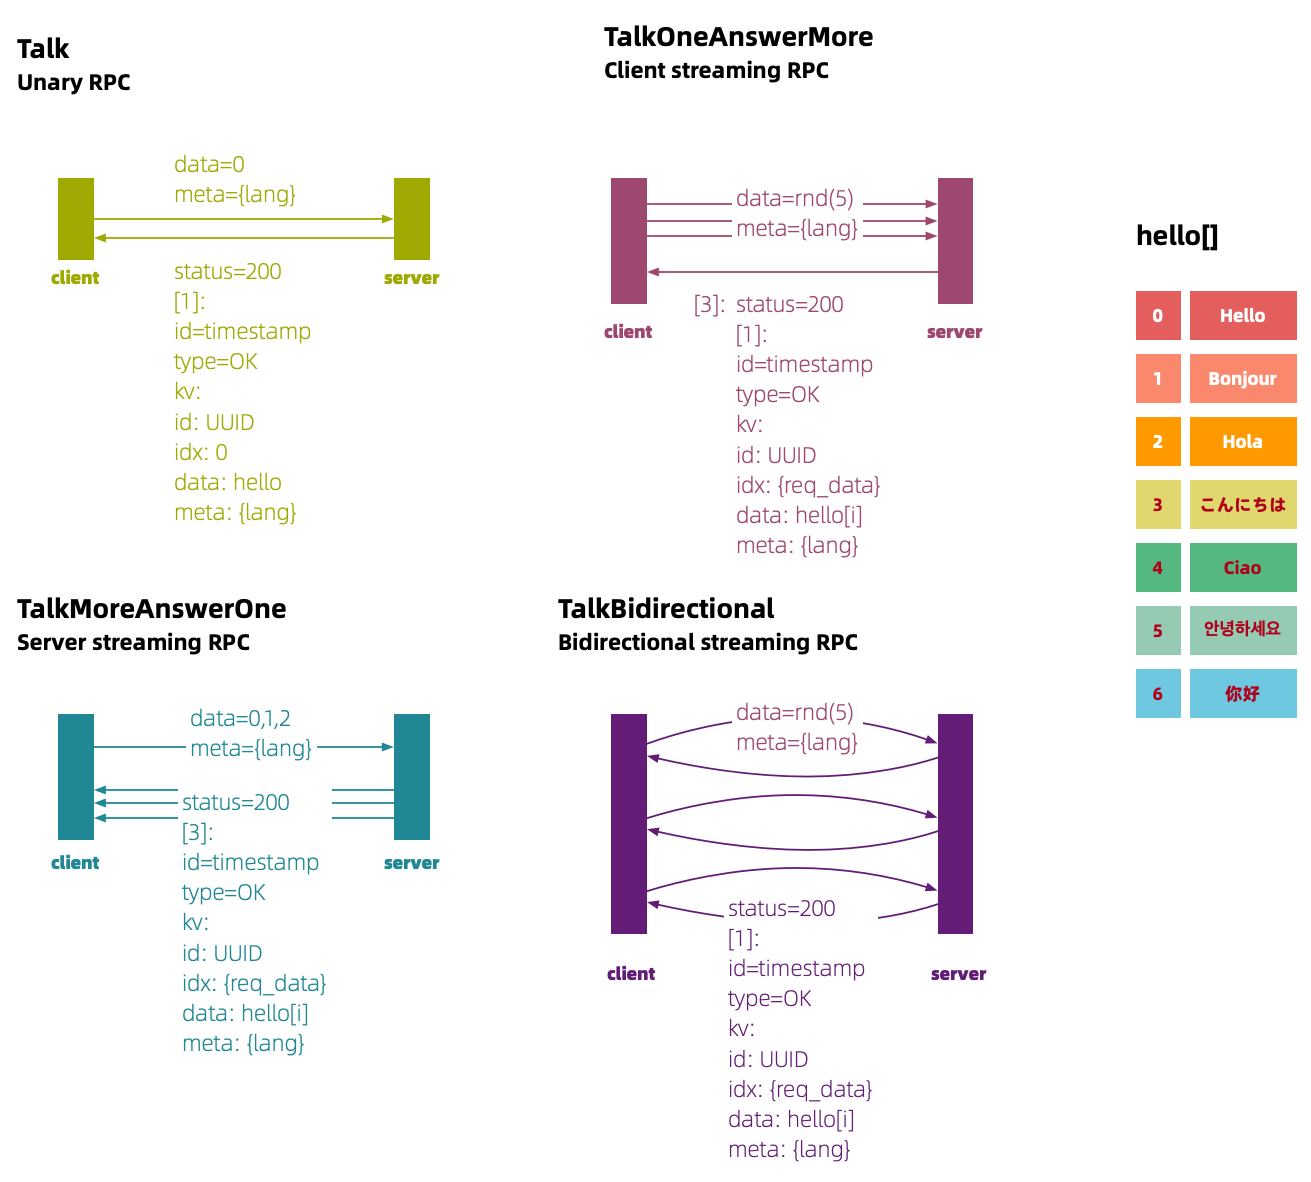 Talk
Unary RPC
data=0
meta={lang}
client
server
status=200
[1]:
id=timestamp
type=OK
kv:
id: UUID
idx: 0
data: hello
meta: {lang}
TalkOneAnswerMore
Client streaming RPC
data=rnd(5)
meta={lang}
client
server
[3]: status=200
[1]:
id=timestamp
type=OK
kv:
id: UUID
idx: {req_data}
data: hello[i]
meta: {lang}
hello[]
0 Hello
1 Bonjour
2 Hola
3 こんにちは
4 Ciao
5 안녕하세요
6 你好
TalkMoreAnswerOne
Server streaming RPC
data=0,1,2
meta={lang}
client
server
status=200
[3]:
id=timestamp
type=OK
kv:
id: UUID
idx: {req_data}
data: hello[i]
meta: {lang}
TalkBidirectional
Bidirectional streaming RPC
data=rnd(5)
meta={lang}
client
server
status=200
[1]:
id=timestamp
type=OK
kv:
id: UUID
idx: {req_data}
data: hello[i]
meta: {lang}